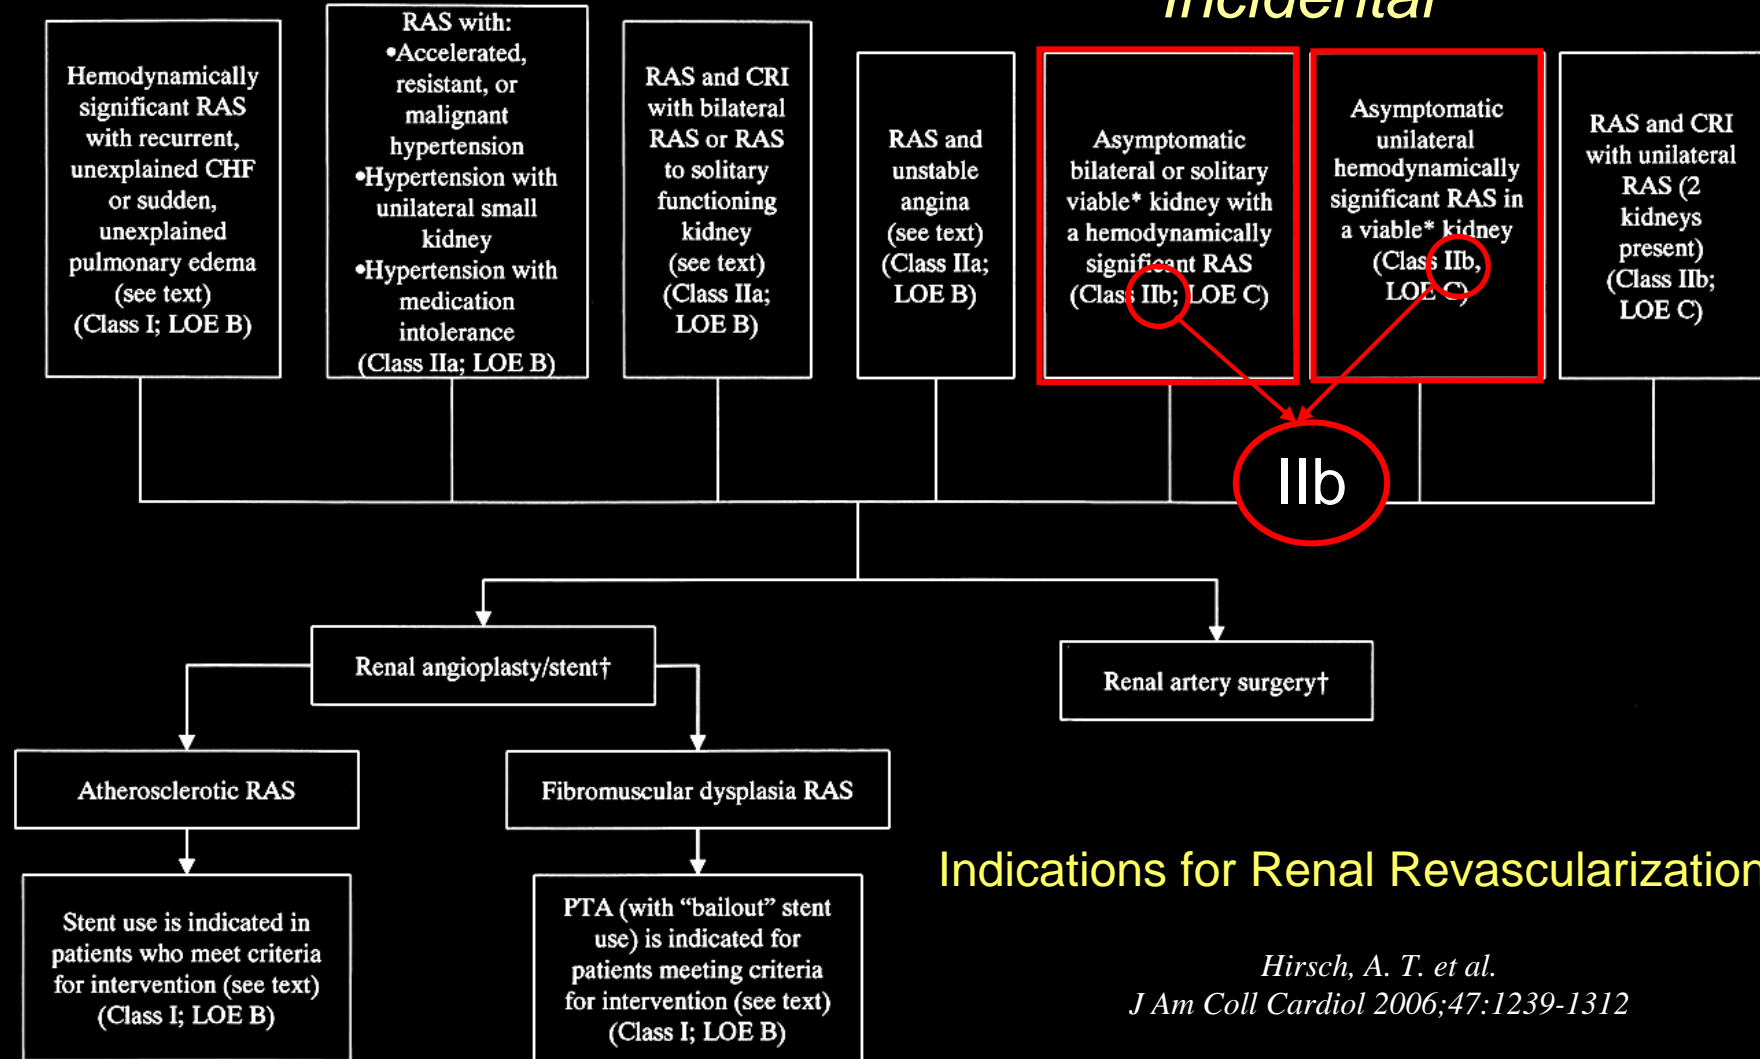 Incidental
Hemodynamically
significant RAS
with recurrent,
unexplained CHF
or sudden,
unexplained
pulmonary edema
(see text)
(Class I; LOE B)
RAS with:
•Accelerated,
resistant, or
malignant
hypertension
•Hypertension with
unilateral small
kidney
•Hypertension with
medication
intolerance
(Class IIa; LOE B)
RAS and CRI
with bilateral
RAS or RAS
to solitary
functioning
kidney
(see text)
(Class IIa;
LOE B)
RAS and
unstable
angina
(see text)
(Class IIa;
LOE B)
Asymptomatic
bilateral or solitary
viable* kidney with
a hemodynamically
significant RAS
(Class IIb; LOE C)
Asymptomatic
unilateral
hemodynamically
significant RAS in
a viable* kidney
(Class IIb,
LOE C)
RAS and CRI
with unilateral
RAS (2
kidneys
present)
(Class IIb;
LOE C)
IIb
Renal angioplasty/stent†
Renal artery surgery†
Atherosclerotic RAS
Fibromuscular dysplasia RAS
Stent use is indicated in
patients who meet criteria
for intervention (see text)
(Class I; LOE B)
PTA (with “bailout” stent
use) is indicated for
patients meeting criteria
for intervention (see text)
(Class I; LOE B)
Indications for Renal Revascularization
Hirsch, A. T. et al.
J Am Coll Cardiol 2006;47:1239-1312